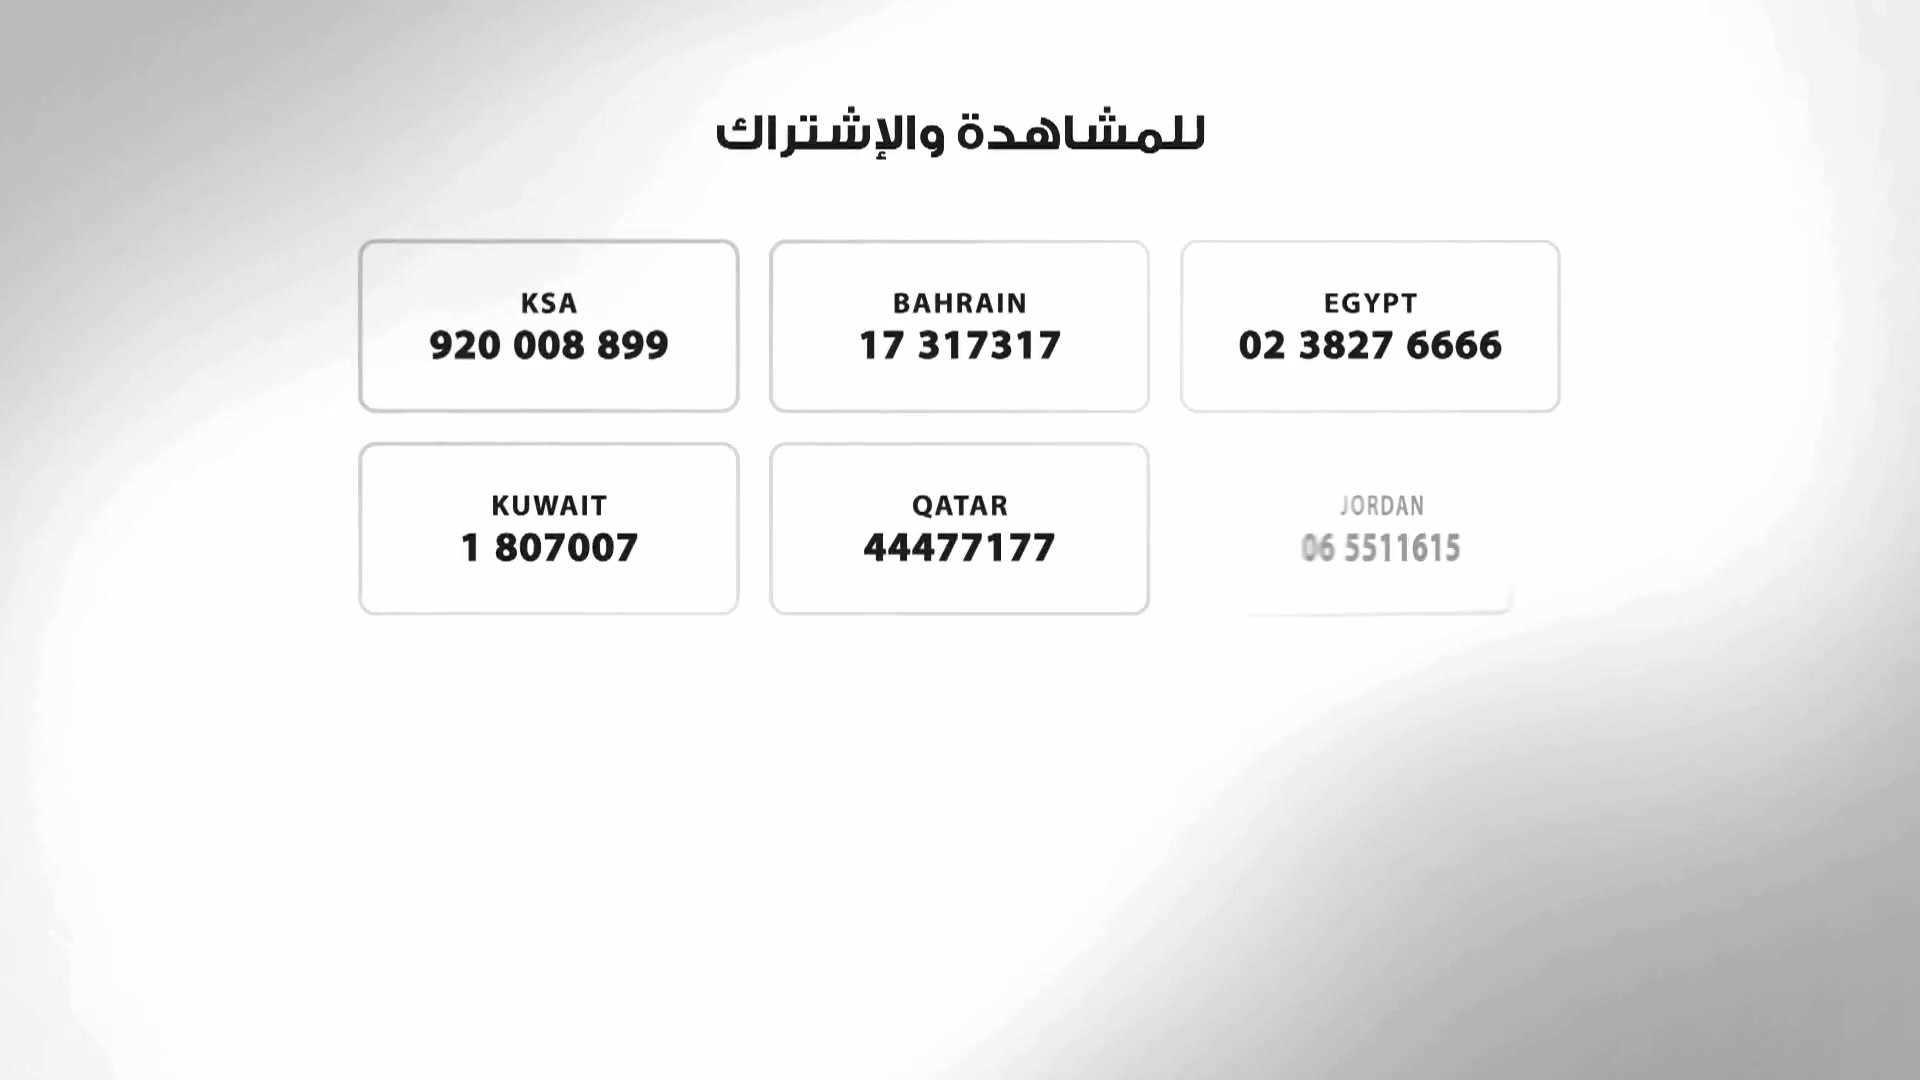 للمشاهدة والإشتراك
KSA
920 008 899
BAHRAIN
17 317317
EGYPT
02 3827 6666
KUWAIT
1 807007
QATAR
44477177
JORDAN
06 5511615